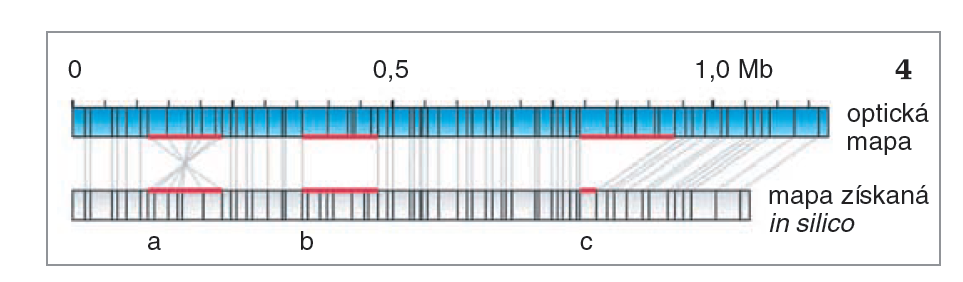 0 0,5 1,0 Mb 4
optická
mapa
mapa získaná
in silico
a b c